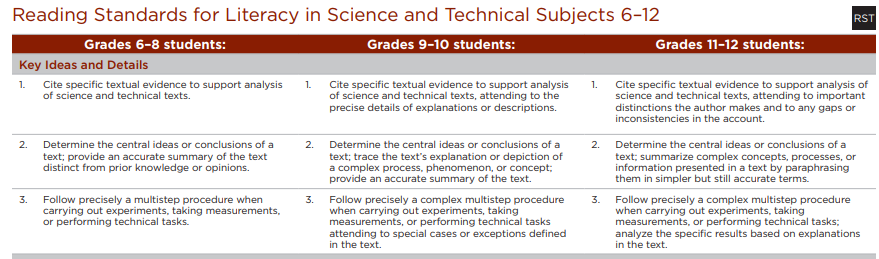 Reading Standards for Literacy in Science and Technical Subjects 6–12
RST
Grades 6–8 students:
Grades 9–10 students:
Grades 11–12 students:
Key Ideas and Details
1. Cite specific textual evidence to support analysis
of science and technical texts.
1. Cite specific textual evidence to support analysis
of science and technical texts, attending to the
precise details of explanations or descriptions.
1. Cite specific textual evidence to support analysis of
science and technical texts, attending to important
distinctions the author makes and to any gaps or
inconsistencies in the account.
2. Determine the central ideas or conclusions of a
text; provide an accurate summary of the text
distinct from prior knowledge or opinions.
2. Determine the central ideas or conclusions of a
text; trace the text’s explanation or depiction of
a complex process, phenomenon, or concept;
provide an accurate summary of the text.
2. Determine the central ideas or conclusions of a
text; summarize complex concepts, processes, or
information presented in a text by paraphrasing
them in simpler but still accurate terms.
3. Follow precisely a multistep procedure when
carrying out experiments, taking measurements,
or performing technical tasks.
3. Follow precisely a complex multistep procedure
when carrying out experiments, taking
measurements, or performing technical tasks
attending to special cases or exceptions defined
in the text.
3. Follow precisely a complex multistep procedure
when carrying out experiments, taking
measurements, or performing technical tasks;
analyze the specific results based on explanations
in the text.